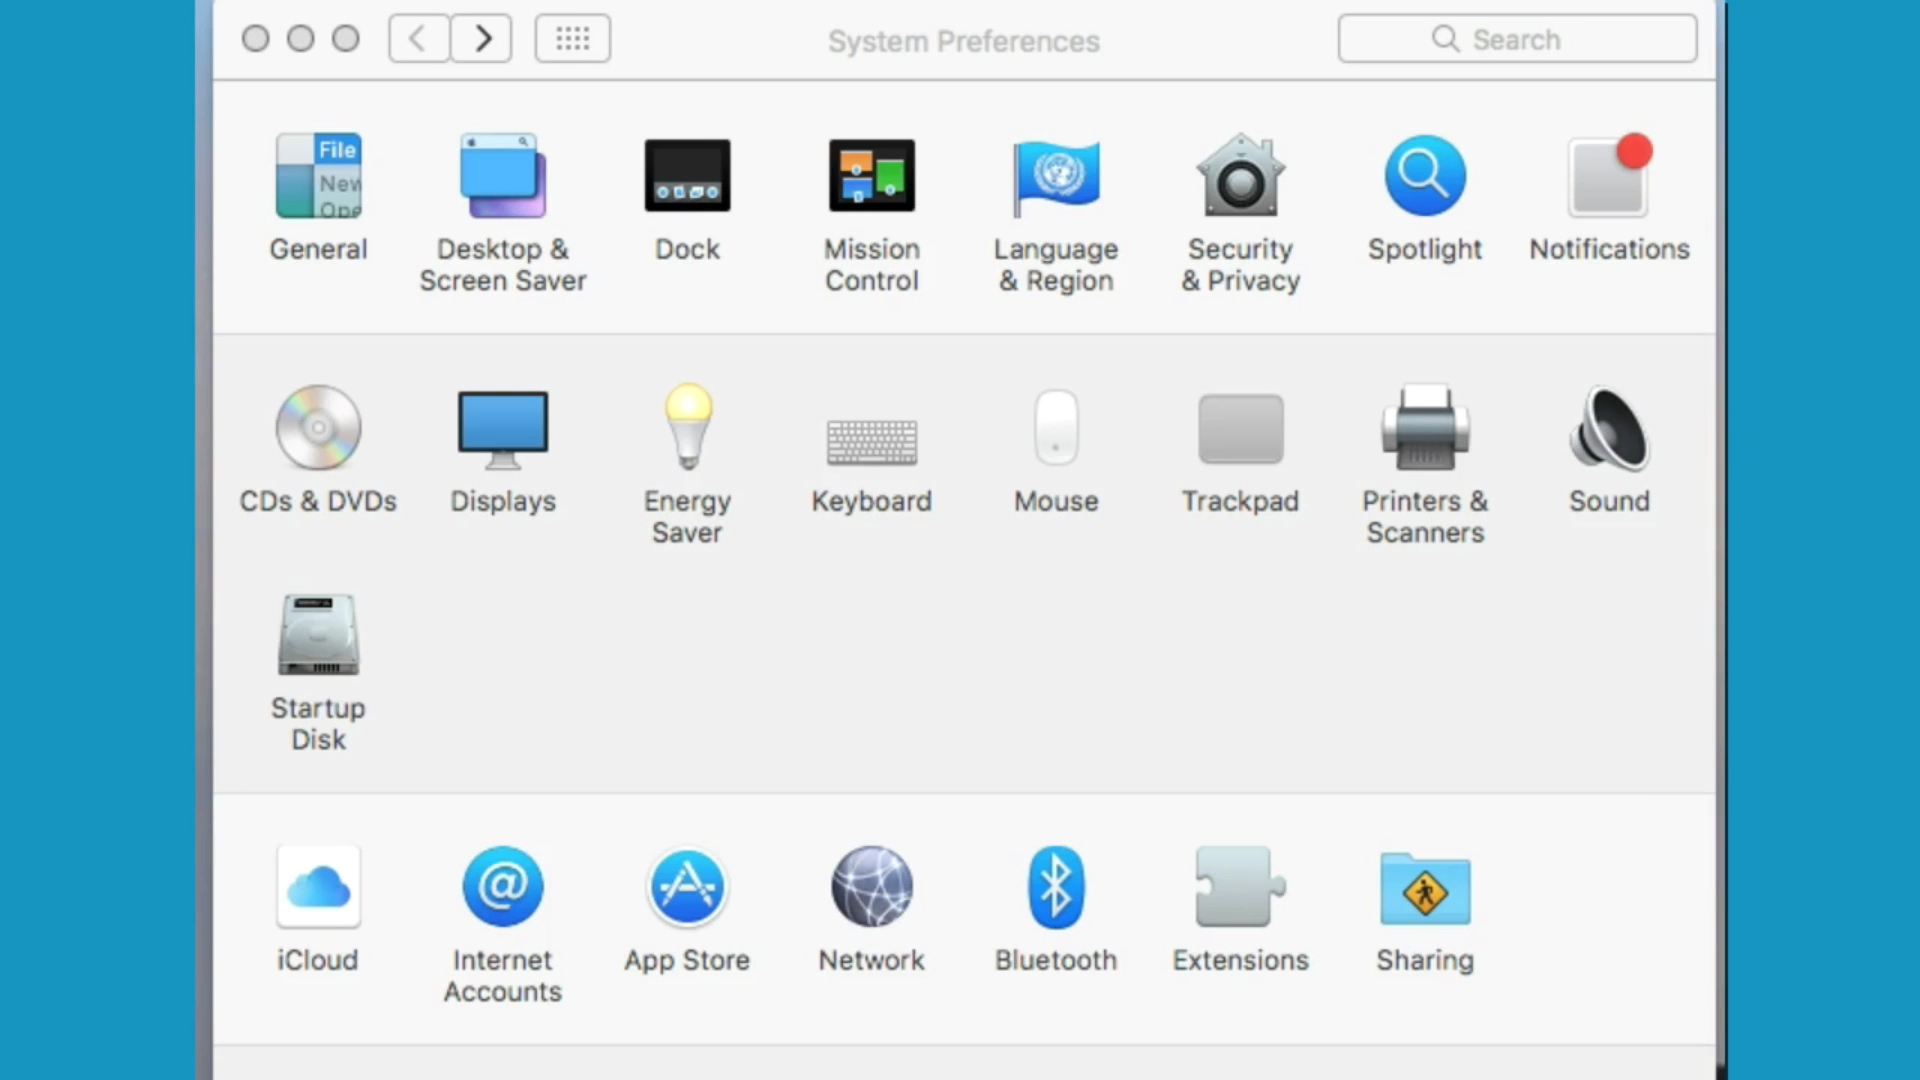 System Preferences
Search
File
New
Ope
General
Desktop &
Screen Saver
Dock
Mission
Control
Language
& Region
Security
& Privacy
Spotlight
Notifications
CDs & DVDs
Displays
Energy
Saver
Keyboard
Mouse
Trackpad
Printers &
Scanners
Sound
Startup
Disk
iCloud
Internet
Accounts
App Store
Network
Bluetooth
Extensions
Sharing